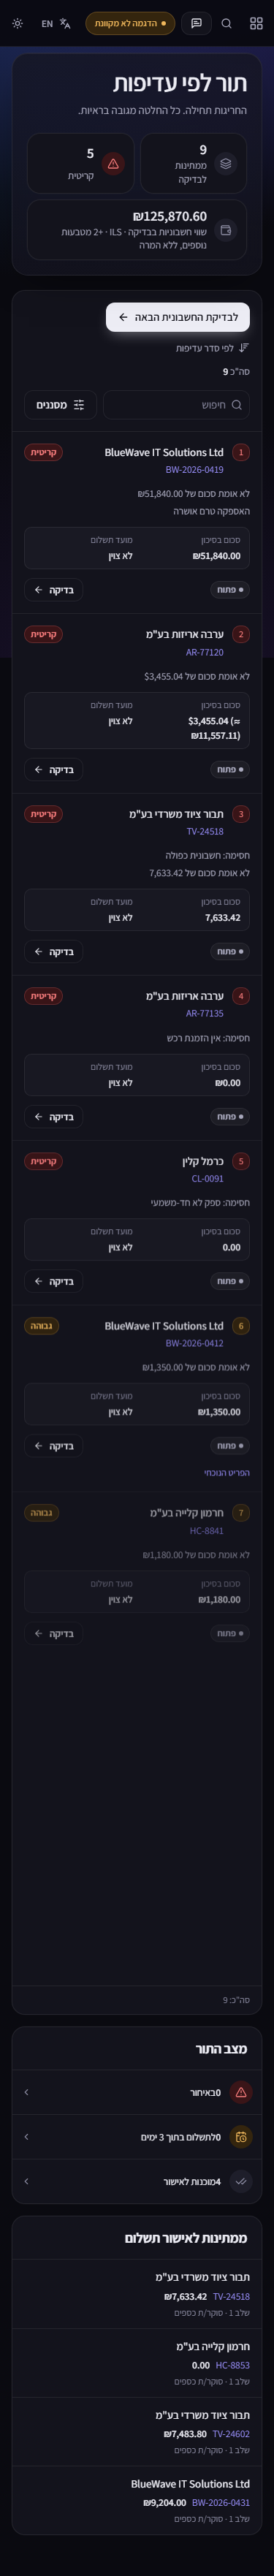 הדגמה לא מקוונת
EN
תור לפי עדיפות
החריגות תחילה. כל החלטה מגובה בראיות.
9
ממתינות
לבדיקה
5
קריטית
₪125,870.60
שווי חשבוניות בבדיקה · ILS · +2 מטבעות
נוספים, ללא המרה
לבדיקת החשבונית הבאה
לפי סדר עדיפות
סה"כ 9
חיפוש
מסננים
1 BlueWave IT Solutions Ltd קריטית
BW-2026-0419
לא אומת סכום של ₪51,840.00
האספקה טרם אושרה
סכום בסיכון מועד תשלום
₪51,840.00 לא צוין
פתוח בדיקה
2 ערבה אריזות בע"מ קריטית
AR-77120
לא אומת סכום של $3,455.04
סכום בסיכון מועד תשלום
$3,455.04 (≈ לא צוין
₪11,557.11)
פתוח בדיקה
3 תבור ציוד משרדי בע"מ קריטית
TV-24518
חסימה: חשבונית כפולה
לא אומת סכום של 7,633.42
סכום בסיכון מועד תשלום
7,633.42 לא צוין
פתוח בדיקה
4 ערבה אריזות בע"מ קריטית
AR-77135
חסימה: אין הזמנת רכש
סכום בסיכון מועד תשלום
₪0.00 לא צוין
פתוח בדיקה
5 כרמל קלין קריטית
CL-0091
חסימה: ספק לא חד-משמעי
סכום בסיכון מועד תשלום
0.00 לא צוין
פתוח בדיקה
6 BlueWave IT Solutions Ltd גבוהה
BW-2026-0412
לא אומת סכום של ₪1,350.00
סכום בסיכון מועד תשלום
₪1,350.00 לא צוין
פתוח בדיקה
הפריט הנוכחי
7 חרמון קלייה בע"מ גבוהה
HC-8841
לא אומת סכום של ₪1,180.00
סכום בסיכון מועד תשלום
₪1,180.00 לא צוין
פתוח בדיקה
סה"כ: 9
מצב התור
0באיחור
0לתשלום בתוך 3 ימים
4מוכנות לאישור
ממתינות לאישור תשלום
תבור ציוד משרדי בע"מ
TV-24518 ₪7,633.42
שלב 1 · סוקר/ת כספים
חרמון קלייה בע"מ
HC-8853 0.00
שלב 1 · סוקר/ת כספים
תבור ציוד משרדי בע"מ
TV-24602 ₪7,483.80
שלב 1 · סוקר/ת כספים
BlueWave IT Solutions Ltd
BW-2026-0431 ₪9,204.00
שלב 1 · סוקר/ת כספים